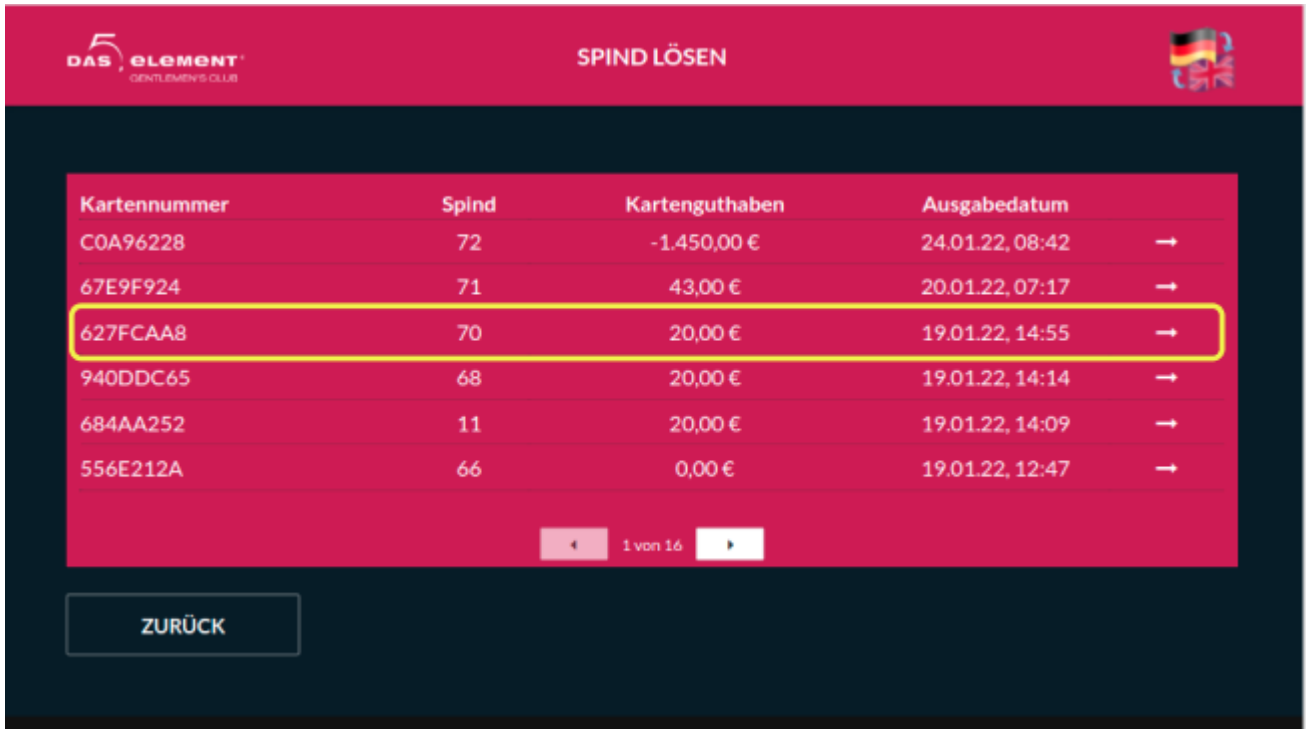 DAS 5 ELEMENT
GENTLEMEN'S CLUB
SPIND LÖSEN
Kartennummer Spind Kartenguthaben Ausgabedatum
C0A96228 72 -1.450,00 € 24.01.22, 08:42 →
67E9F924 71 43,00 € 20.01.22, 07:17 →
627FCAA8 70 20,00 € 19.01.22, 14:55 →
940DDC65 68 20,00 € 19.01.22, 14:14 →
684AA252 11 20,00 € 19.01.22, 14:09 →
556E212A 66 0,00 € 19.01.22, 12:47 →
1 von 16
ZURÜCK